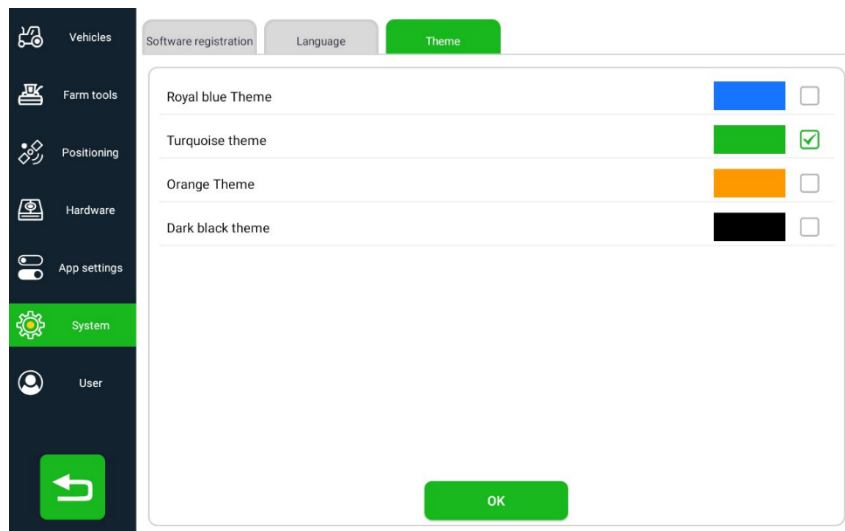 Vehicles
Farm tools
Positioning
Hardware
App settings
System
User
Software registration
Language
Theme
Royal blue Theme
Turquoise theme
Orange Theme
Dark black theme
OK